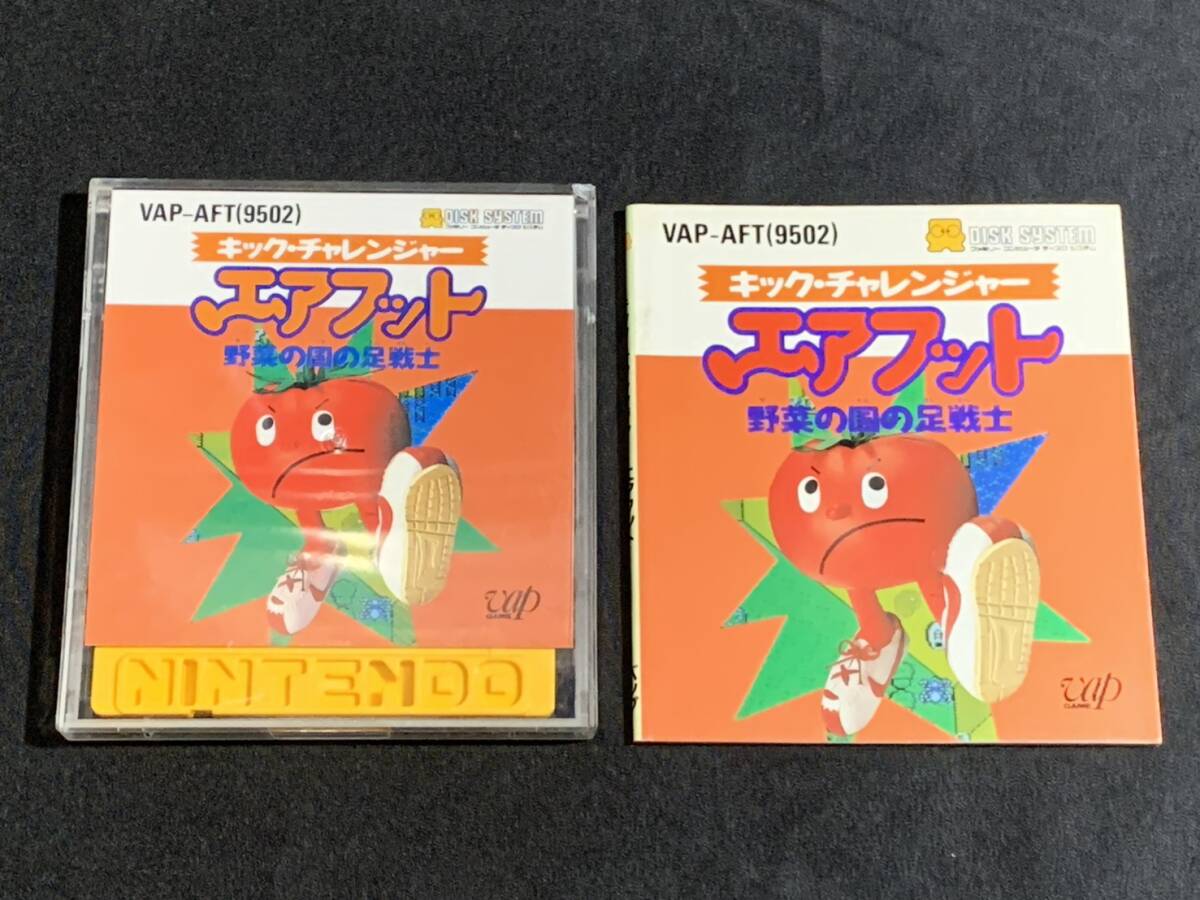 VAP-AFT(9502)
DISK SYSTEM
キック・チャレンジャー
エアフット
野菜の国の足戦士
vap
GAME
NINTENDO
VAP-AFT(9502)
DISK SYSTEM
キック・チャレンジャー
エアフット
野菜の国の足戦士
vap
GAME